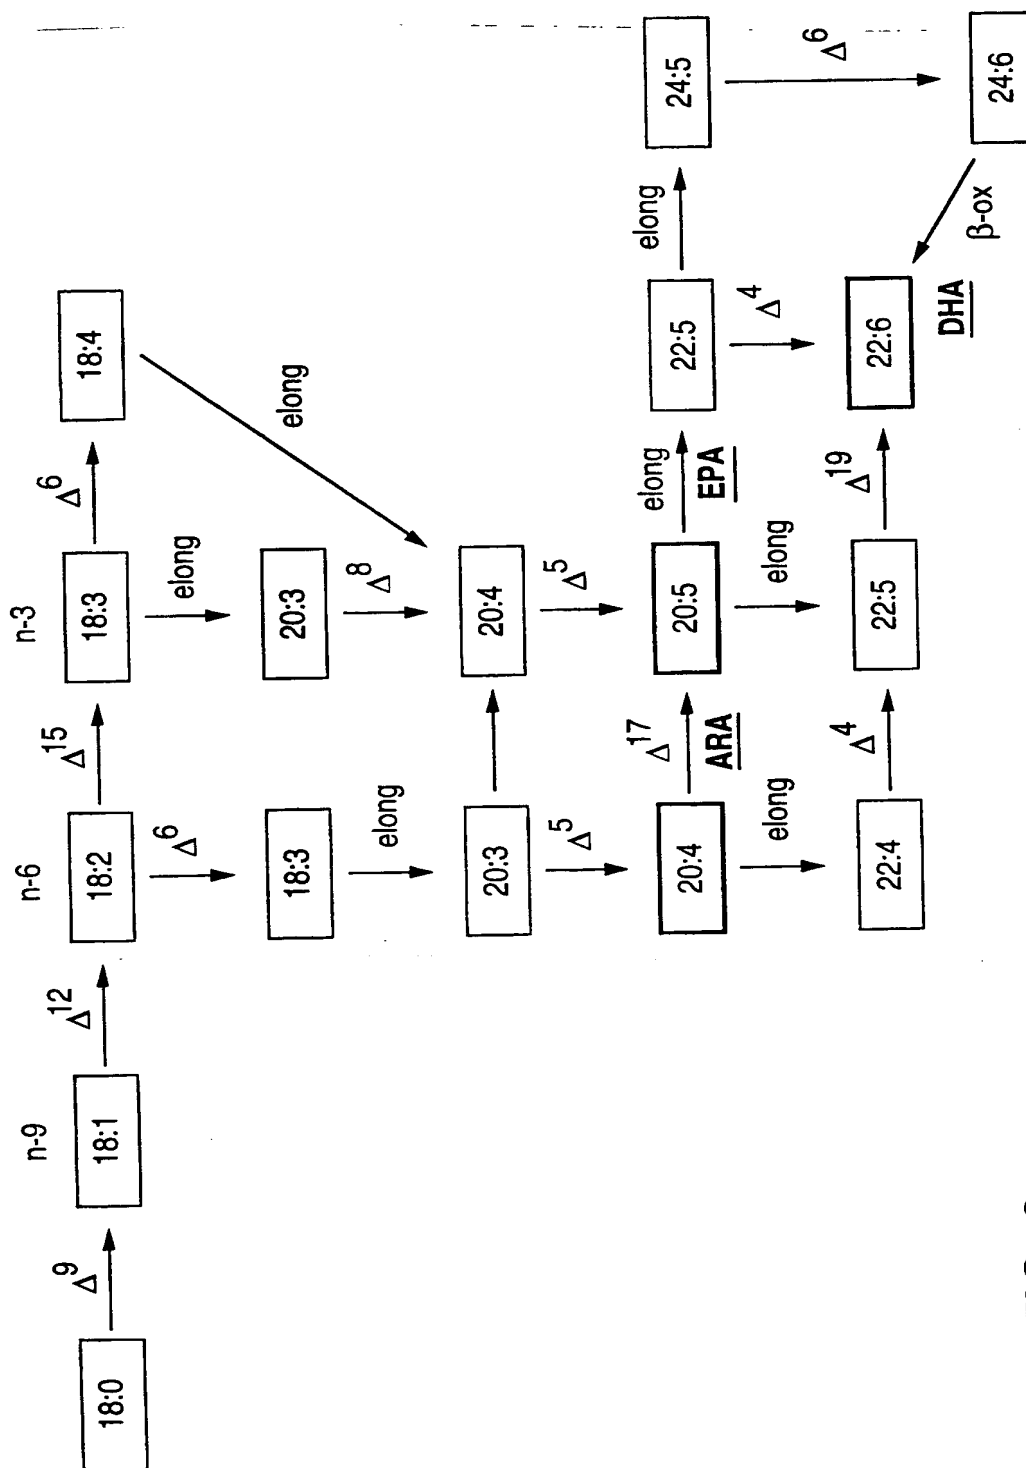 n-9 n-6 n-3
Δ9 Δ12 Δ15 Δ6
18:0 18:1 18:2 18:3 18:4
Δ6 elong
18:3 20:3
elong
elong Δ8
20:3 20:4
Δ5 Δ5
Δ17 elong elong
20:4 20:5 22:5 24:5
ARA EPA
elong elong Δ4 Δ6
Δ4 Δ19
22:4 22:5 22:6 24:6
DHA β-ox